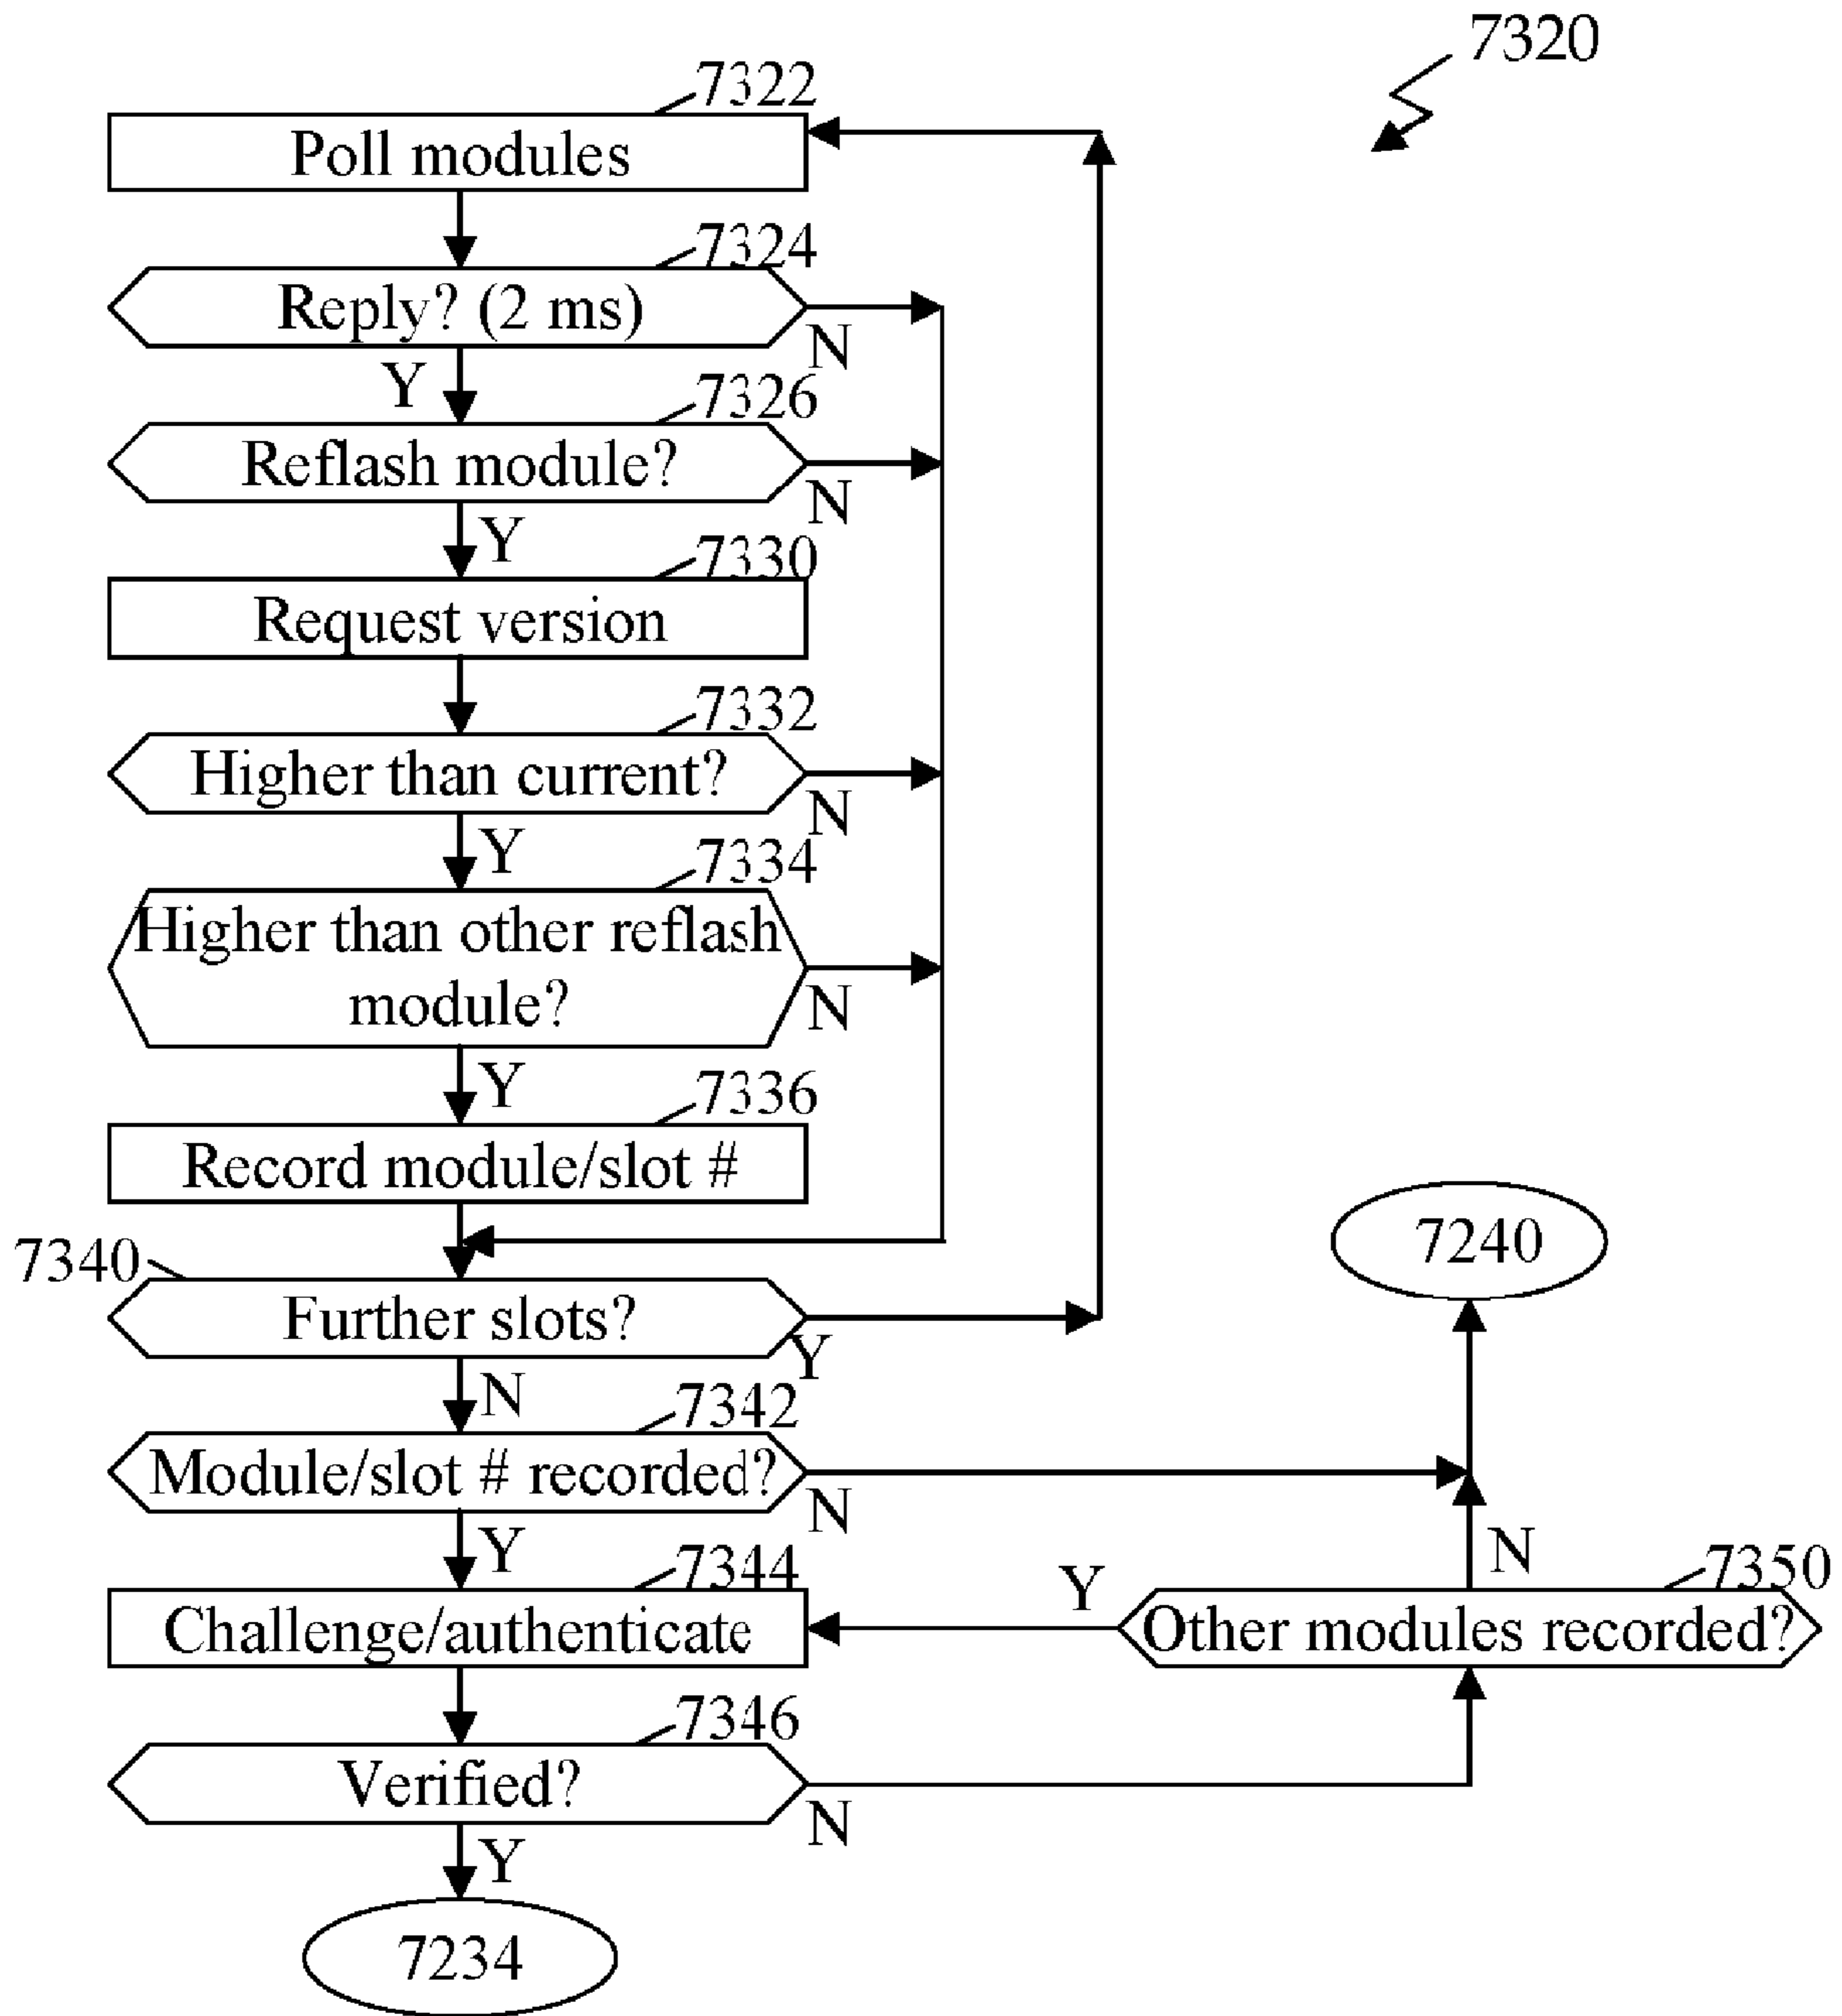 7320
7322
Poll modules
7324
Reply? (2 ms)
N
Y
7326
Reflash module?
N
Y
7330
Request version
7332
Higher than current?
N
Y
7334
Higher than other reflash
module?
N
Y
7336
Record module/slot #
7240
7340
Further slots?
Y
N
7342
Module/slot # recorded?
N
Y
N
7344
Y
7350
Challenge/authenticate
Other modules recorded?
7346
Verified?
N
Y
7234